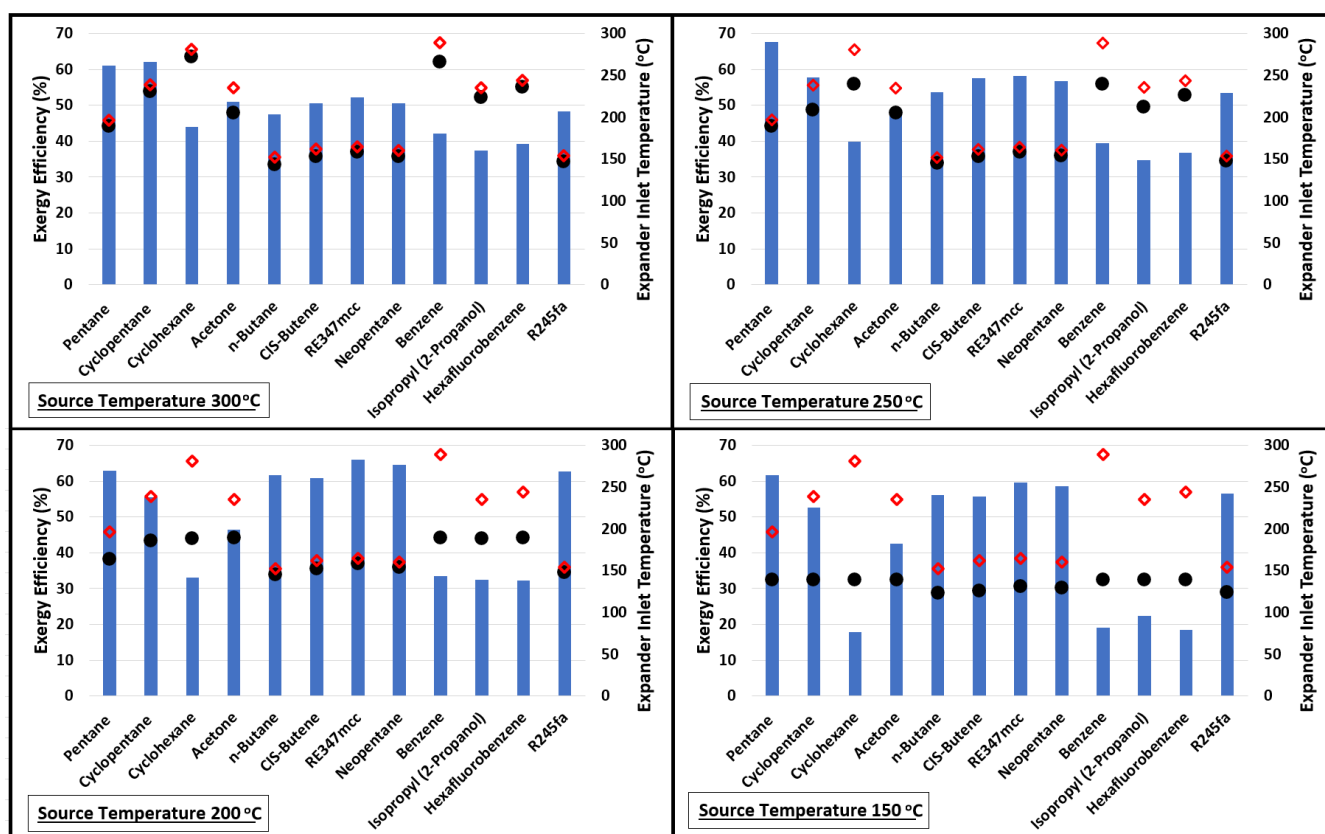 70
60
50
40
30
20
10
0
Exergy Efficiency (%)
300
250
200
150
100
50
0
Expander Inlet Temperature (°C)
Pentane
Cyclopentane
Cyclohexane
Acetone
n-Butane
CIS-Butene
RE347mcc
Neopentane
Benzene
Isopropyl (2-Propanol)
Hexafluorobenzene
R245fa
Source Temperature 300°C
70
60
50
40
30
20
10
0
Exergy Efficiency (%)
300
250
200
150
100
50
0
Expander Inlet Temperature (°C)
Pentane
Cyclopentane
Cyclohexane
Acetone
n-Butane
CIS-Butene
RE347mcc
Neopentane
Benzene
Isopropyl (2-Propanol)
Hexafluorobenzene
R245fa
Source Temperature 250°C
70
60
50
40
30
20
10
0
Exergy Efficiency (%)
300
250
200
150
100
50
0
Expander Inlet Temperature (°C)
Pentane
Cyclopentane
Cyclohexane
Acetone
n-Butane
CIS-Butene
RE347mcc
Neopentane
Benzene
Isopropyl (2-Propanol)
Hexafluorobenzene
R245fa
Source Temperature 200 °C
70
60
50
40
30
20
10
0
Exergy Efficiency (%)
300
250
200
150
100
50
0
Expander Inlet Temperature (°C)
Pentane
Cyclopentane
Cyclohexane
Acetone
n-Butane
CIS-Butene
RE347mcc
Neopentane
Benzene
Isopropyl (2-Propanol)
Hexafluorobenzene
R245fa
Source Temperature 150 °C